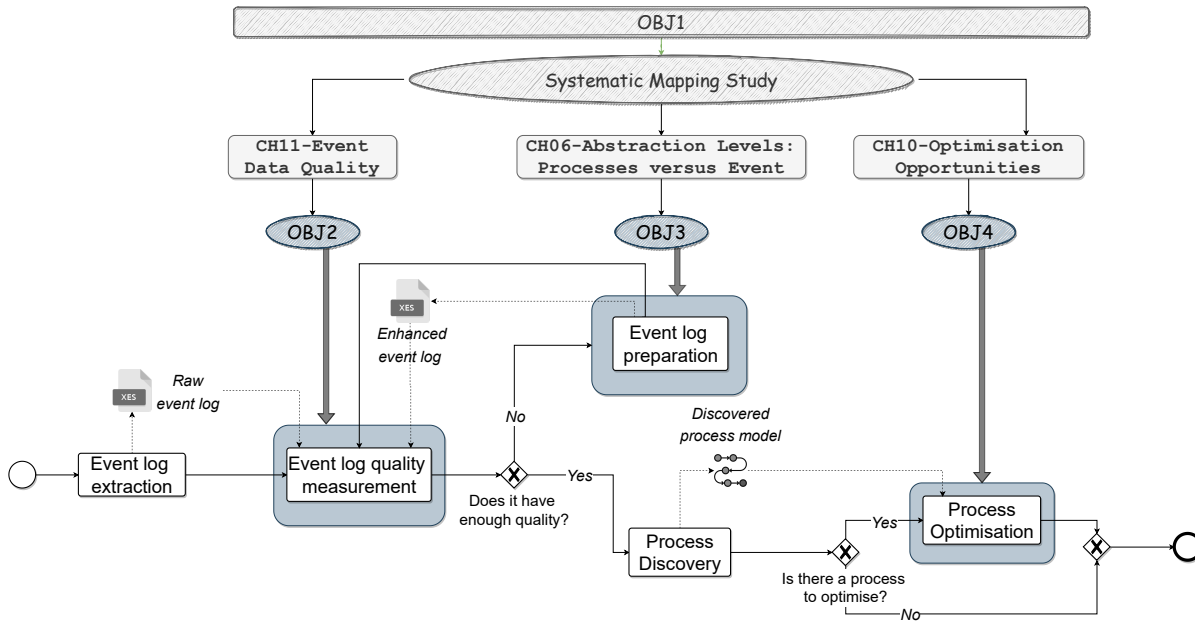 OBJ1
Systematic Mapping Study
CH11-Event
Data Quality
CH06-Abstraction Levels:
Processes versus Event
CH10-Optimisation
Opportunities
OBJ2
OBJ3
OBJ4
XES
Enhanced
event log
Event log
preparation
XES
Raw
event log
No
Discovered
process model
Event log
extraction
Event log quality
measurement
Yes
Does it have
enough quality?
Process
Discovery
Yes
Process
Optimisation
Is there a process
to optimise?
No